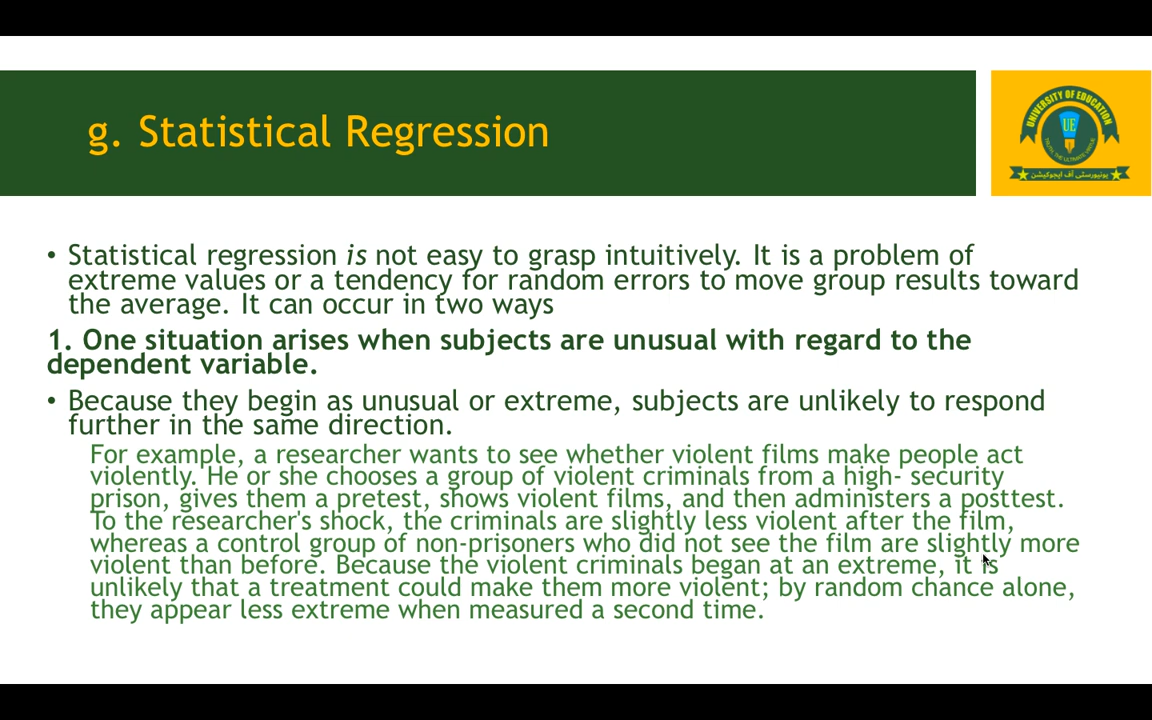 g. Statistical Regression
UNIVERSITY OF EDUCATION
UE
یونیورسٹی آف ایجوکیشن
• Statistical regression is not easy to grasp intuitively. It is a problem of
extreme values or a tendency for random errors to move group results toward
the average. It can occur in two ways
1. One situation arises when subjects are unusual with regard to the
dependent variable.
• Because they begin as unusual or extreme, subjects are unlikely to respond
further in the same direction.
For example, a researcher wants to see whether violent films make people act
violently. He or she chooses a group of violent criminals from a high- security
prison, gives them a pretest, shows violent films, and then administers a posttest.
To the researcher's shock, the criminals are slightly less violent after the film,
whereas a control group of non-prisoners who did not see the film are slightly more
violent than before. Because the violent criminals began at an extreme, it is
unlikely that a treatment could make them more violent; by random chance alone,
they appear less extreme when measured a second time.